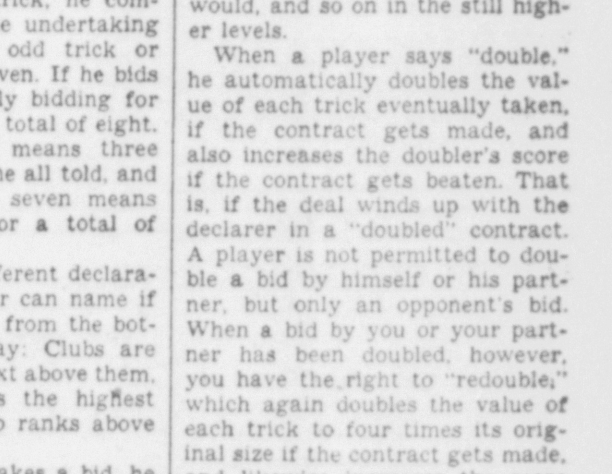 trick, he com-
e undertaking
odd trick or
ven. If he bids
ly bidding for
total of eight.
means three
e all told, and
seven means
or a total of
ferent declara-
r can name if
from the bot-
ay: Clubs are
xt above them,
s the highest
o ranks above
akes a bid, he
would, and so on in the still high-
er levels.
When a player says "double,"
he automatically doubles the val-
ue of each trick eventually taken,
if the contract gets made, and
also increases the doubler's score
if the contract gets beaten. That
is, if the deal winds up with the
declarer in a "doubled" contract.
A player is not permitted to dou-
ble a bid by himself or his part-
ner, but only an opponent's bid.
When a bid by you or your part-
ner has been doubled, however,
you have the right to "redouble,"
which again doubles the value of
each trick to four times its orig-
inal size if the contract gets made,